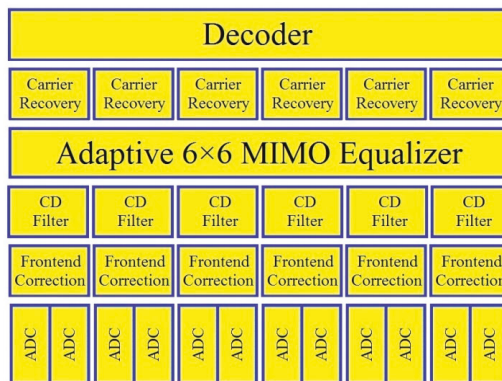 Decoder
Carrier Carrier Carrier Carrier Carrier Carrier
Recovery Recovery Recovery Recovery Recovery Recovery
Adaptive 6×6 MIMO Equalizer
CD CD CD CD CD CD
Filter Filter Filter Filter Filter Filter
Frontend Frontend Frontend Frontend Frontend Frontend
Correction Correction Correction Correction Correction Correction
ADC ADC ADC ADC ADC ADC ADC ADC ADC ADC ADC ADC